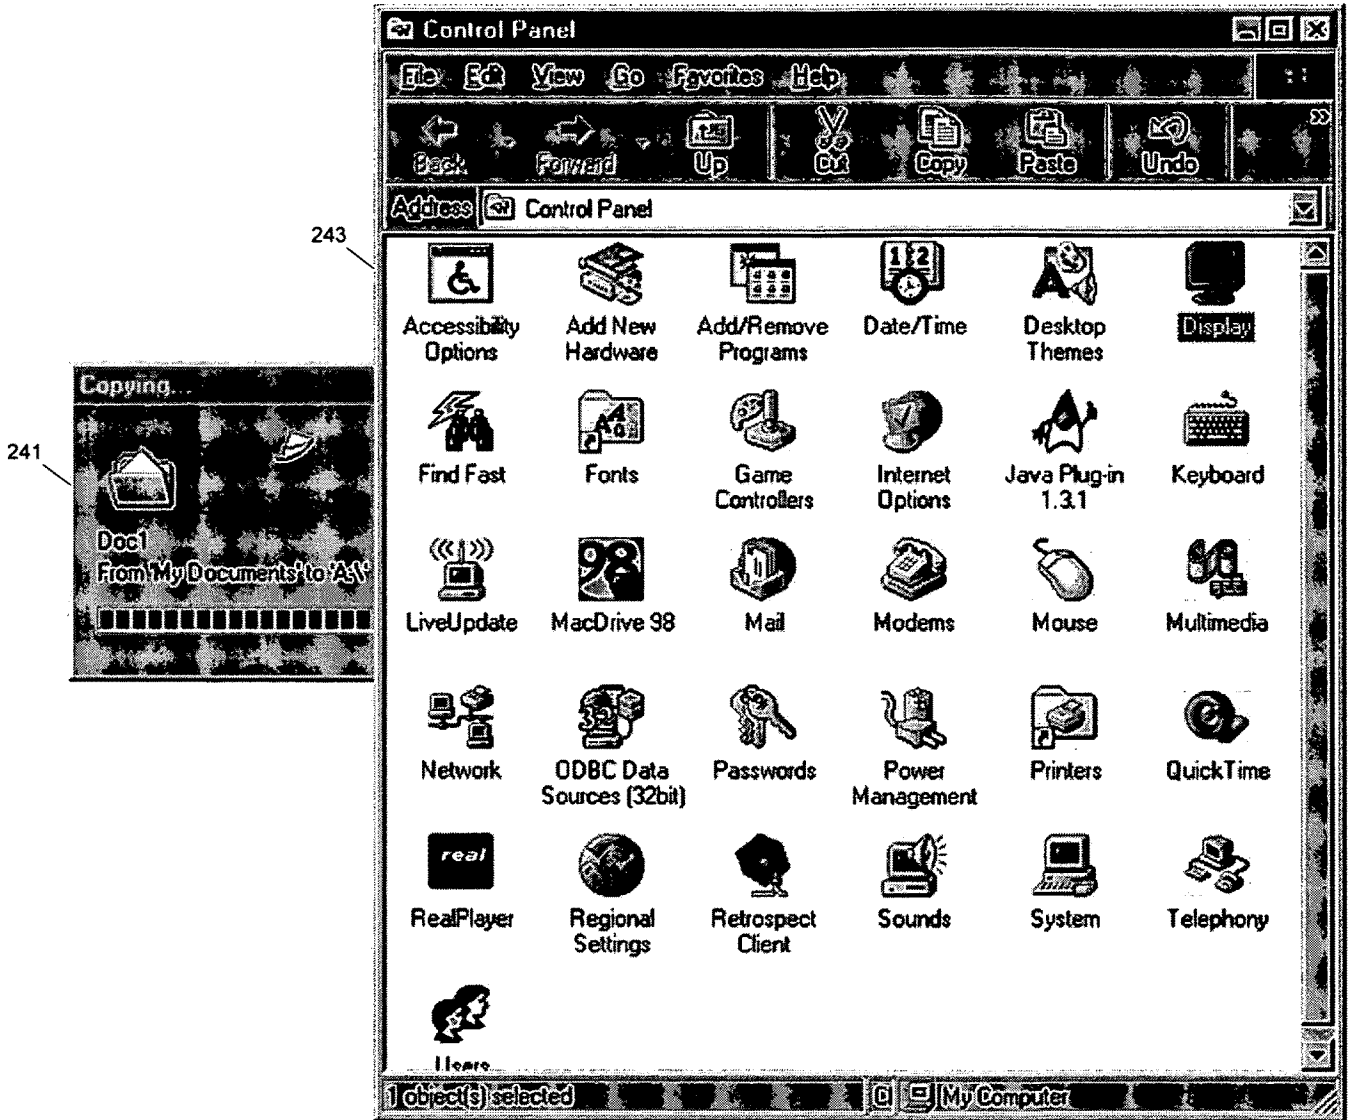 Control Panel
File Edit View Go Favorites Help
Back Forward Up Cut Copy Paste Undo »
Address Control Panel
243
12
Accessibility Options
Add New Hardware
Add/Remove Programs
Date/Time
Desktop Themes
Display
Copying...
241
Doc1
From 'My Documents' to 'A:\'
Find Fast
Fonts
Game Controllers
Internet Options
Java Plug-in 1.3.1
Keyboard
98
LiveUpdate
MacDrive 98
Mail
Modems
Mouse
Multimedia
32
Network
ODBC Data Sources (32bit)
Passwords
Power Management
Printers
QuickTime
real
RealPlayer
Regional Settings
Retrospect Client
Sounds
System
Telephony
Users
1 object(s) selected
My Computer